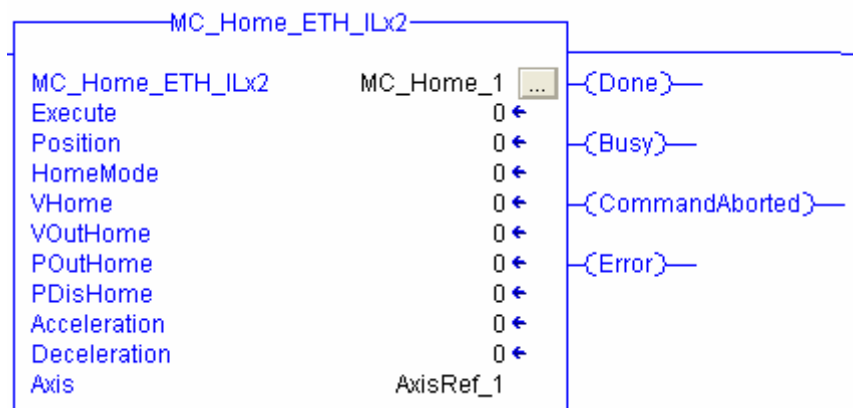 MC_Home_ETH_ILx2
MC_Home_ETH_ILx2 MC_Home_1 ... (Done)
Execute 0
Position 0 (Busy)
HomeMode 0
VHome 0 (CommandAborted)
VOutHome 0
POutHome 0 (Error)
PDisHome 0
Acceleration 0
Deceleration 0
Axis AxisRef_1